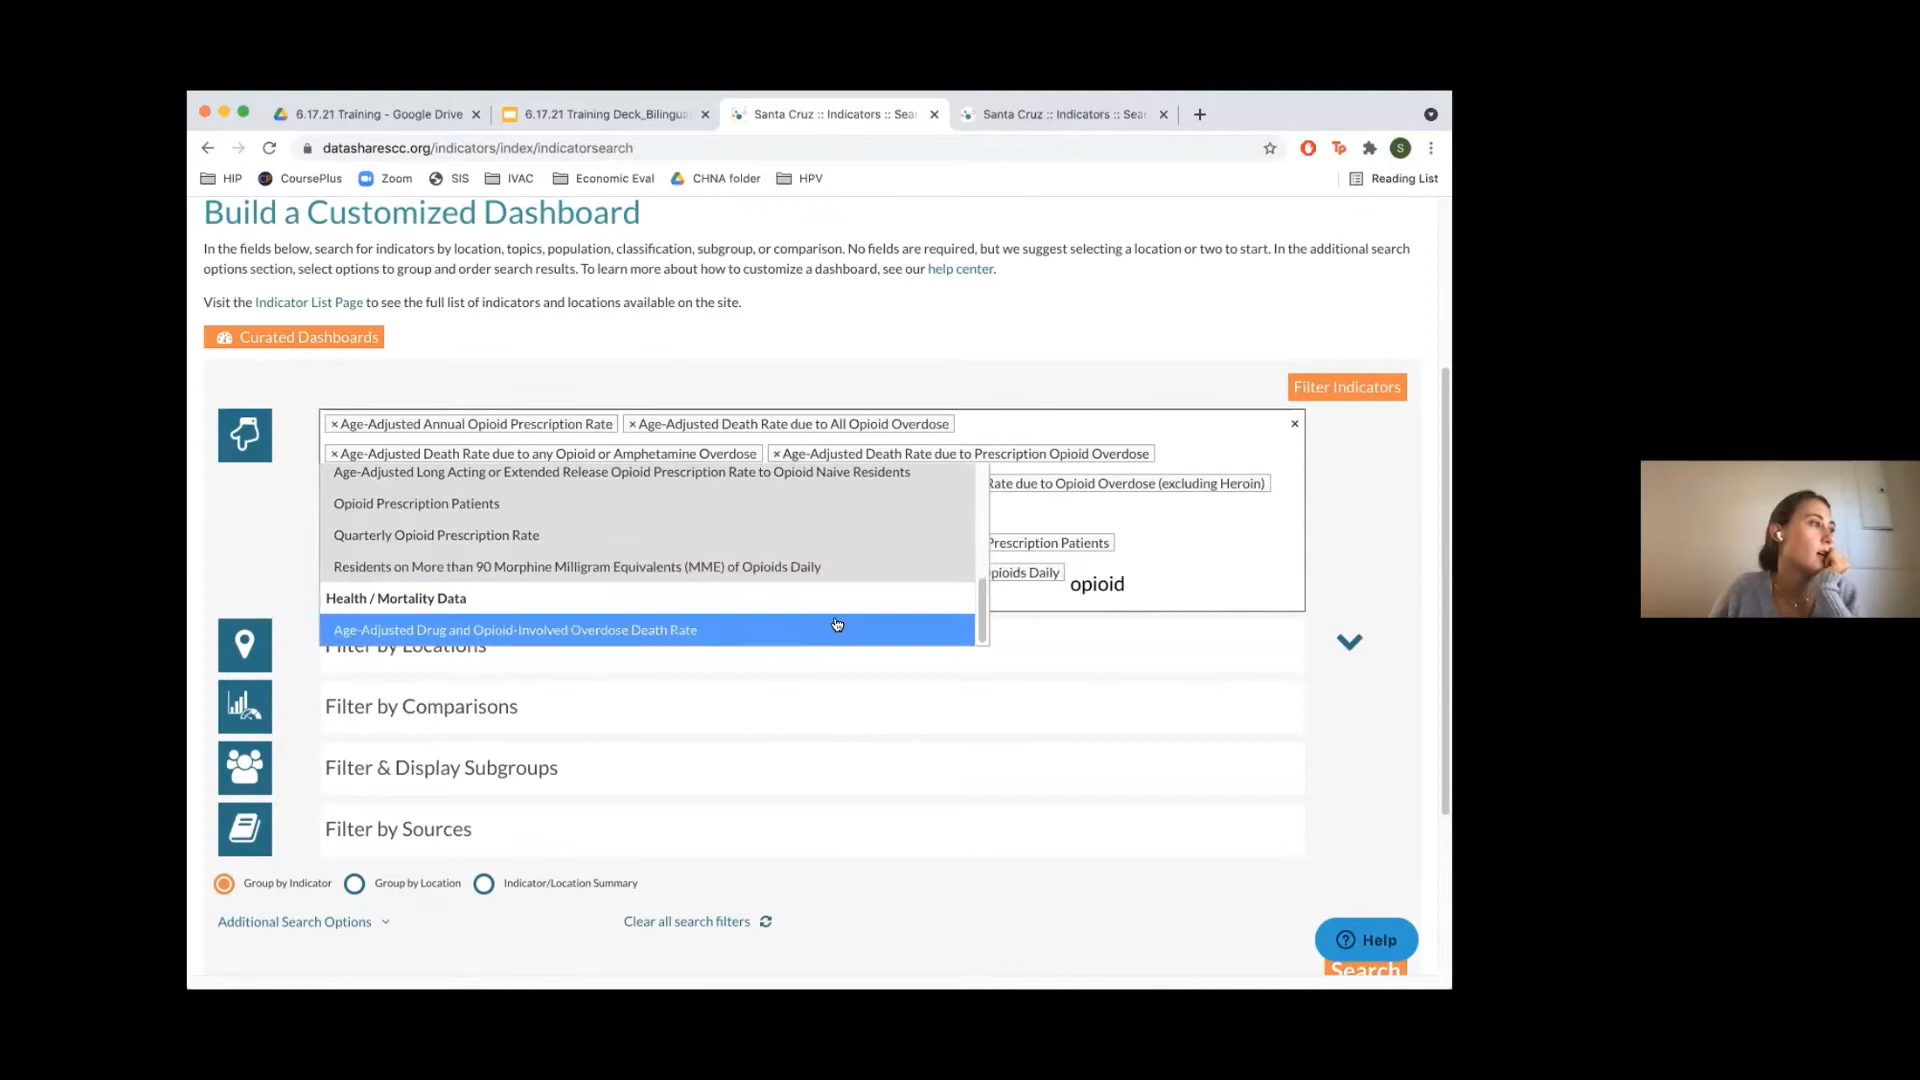 6.17.21 Training - Google Drive
6.17.21 Training Deck_Bilingua
Santa Cruz :: Indicators :: Sea
Santa Cruz :: Indicators :: Sea
datasharescc.org/indicators/index/indicatorsearch
Tp
S
HIP
CP CoursePlus
Zoom
SIS
IVAC
Economic Eval
CHNA folder
HPV
Reading List
Build a Customized Dashboard
In the fields below, search for indicators by location, topics, population, classification, subgroup, or comparison. No fields are required, but we suggest selecting a location or two to start. In the additional search
options section, select options to group and order search results. To learn more about how to customize a dashboard, see our help center.
Visit the Indicator List Page to see the full list of indicators and locations available on the site.
Curated Dashboards
Filter Indicators
× Age-Adjusted Annual Opioid Prescription Rate × Age-Adjusted Death Rate due to All Opioid Overdose
×
× Age-Adjusted Death Rate due to any Opioid or Amphetamine Overdose × Age-Adjusted Death Rate due to Prescription Opioid Overdose
Age-Adjusted Long Acting or Extended Release Opioid Prescription Rate to Opioid Naive Residents
Rate due to Opioid Overdose (excluding Heroin)
Opioid Prescription Patients
Quarterly Opioid Prescription Rate
Prescription Patients
Residents on More than 90 Morphine Milligram Equivalents (MME) of Opioids Daily
pioids Daily opioid
Health / Mortality Data
Age-Adjusted Drug and Opioid-Involved Overdose Death Rate
Filter by Locations
Filter by Comparisons
Filter & Display Subgroups
Filter by Sources
Group by Indicator Group by Location Indicator/Location Summary
Additional Search Options Clear all search filters
? Help
Search